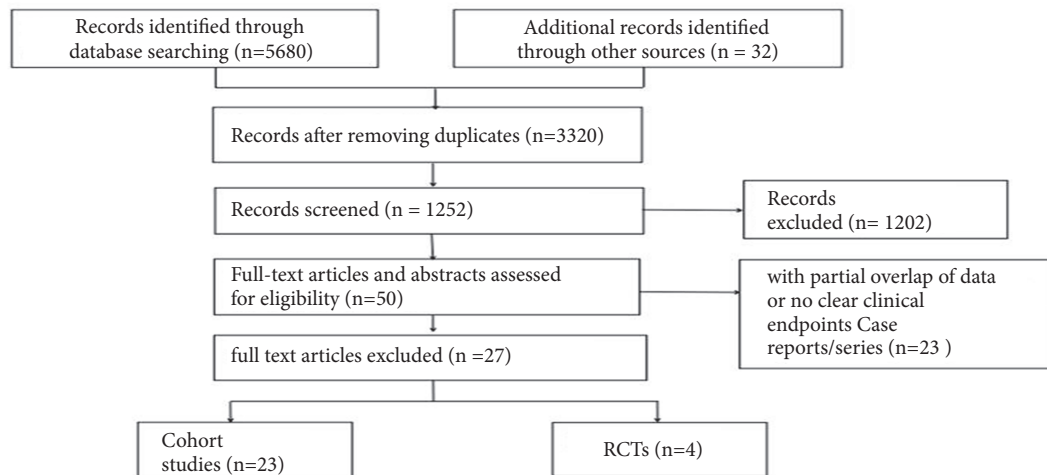 Records identified through
database searching (n=5680)
Additional records identified
through other sources (n = 32)
Records after removing duplicates (n=3320)
Records screened (n = 1252)
Records
excluded (n= 1202)
Full-text articles and abstracts assessed
for eligibility (n=50)
with partial overlap of data
or no clear clinical
endpoints Case
reports/series (n=23 )
full text articles excluded (n =27)
Cohort
studies (n=23)
RCTs (n=4)